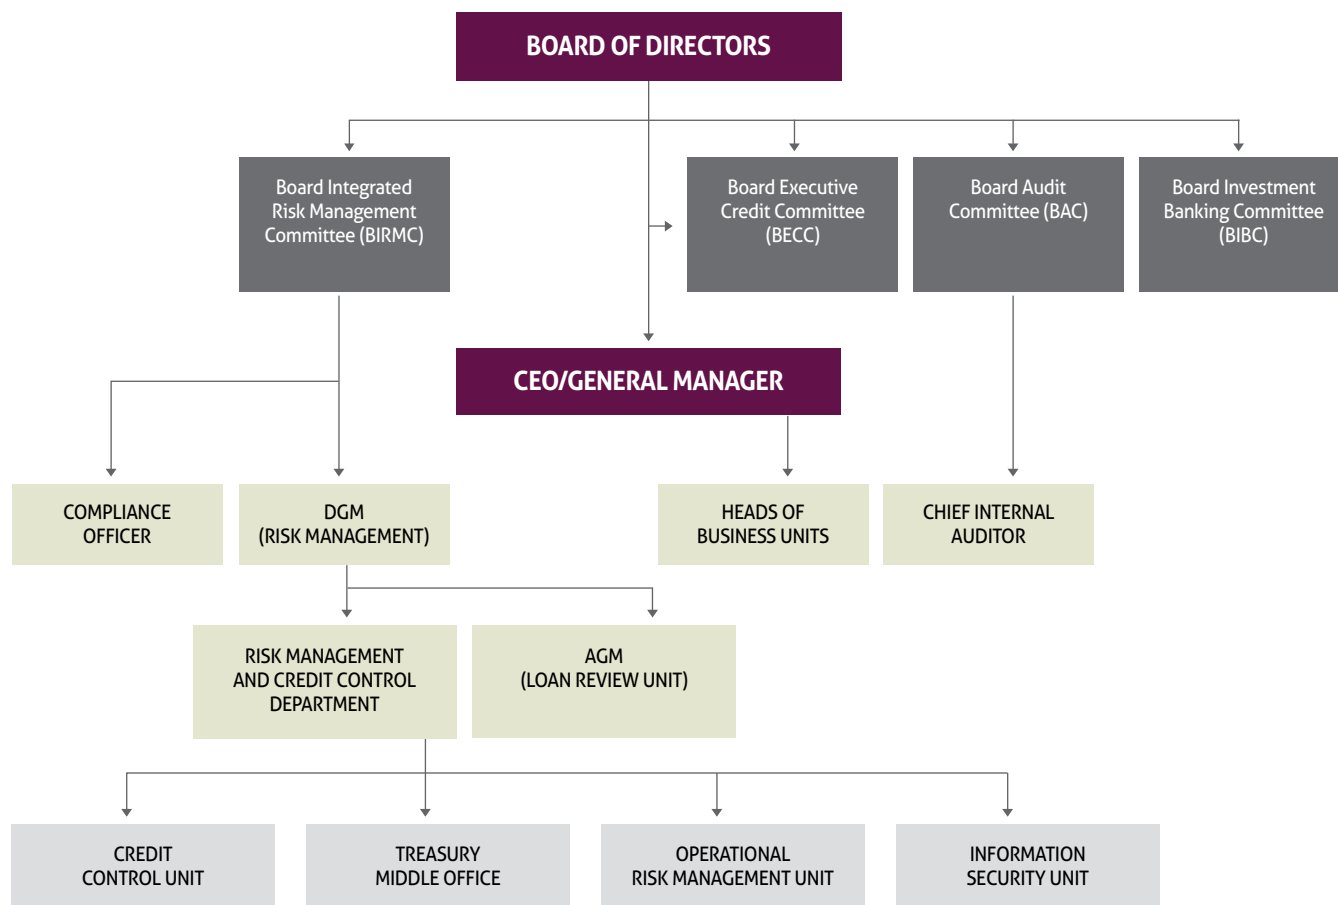 BOARD OF DIRECTORS
Board Integrated
Risk Management
Committee (BIRMC)
Board Executive
Credit Committee
(BECC)
Board Audit
Committee (BAC)
Board Investment
Banking Committee
(BIBC)
CEO/GENERAL MANAGER
COMPLIANCE
OFFICER
DGM
(RISK MANAGEMENT)
HEADS OF
BUSINESS UNITS
CHIEF INTERNAL
AUDITOR
RISK MANAGEMENT
AND CREDIT CONTROL
DEPARTMENT
AGM
(LOAN REVIEW UNIT)
CREDIT
CONTROL UNIT
TREASURY
MIDDLE OFFICE
OPERATIONAL
RISK MANAGEMENT UNIT
INFORMATION
SECURITY UNIT